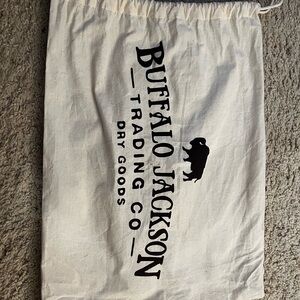 BUFFALO JACKSON
— TRADING CO —
DRY GOODS